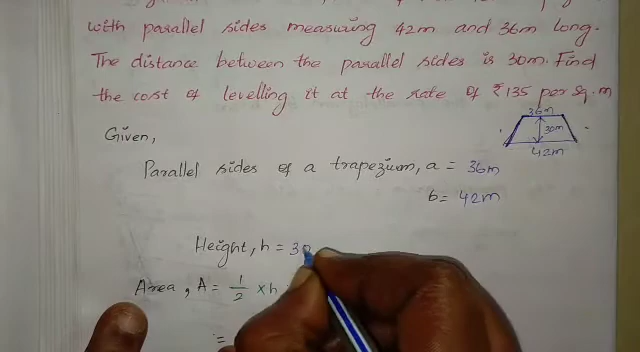 with parallel sides measuring 42m and 36m long.
The distance between the parallel sides is 30m. Find
the cost of levelling it at the rate of ₹135 per sq. m
Given,
36m
30m
42m
Parallel sides of a trapezium, a = 36m
b = 42m
Height, h = 30
Area, A = 1/2 × h
=